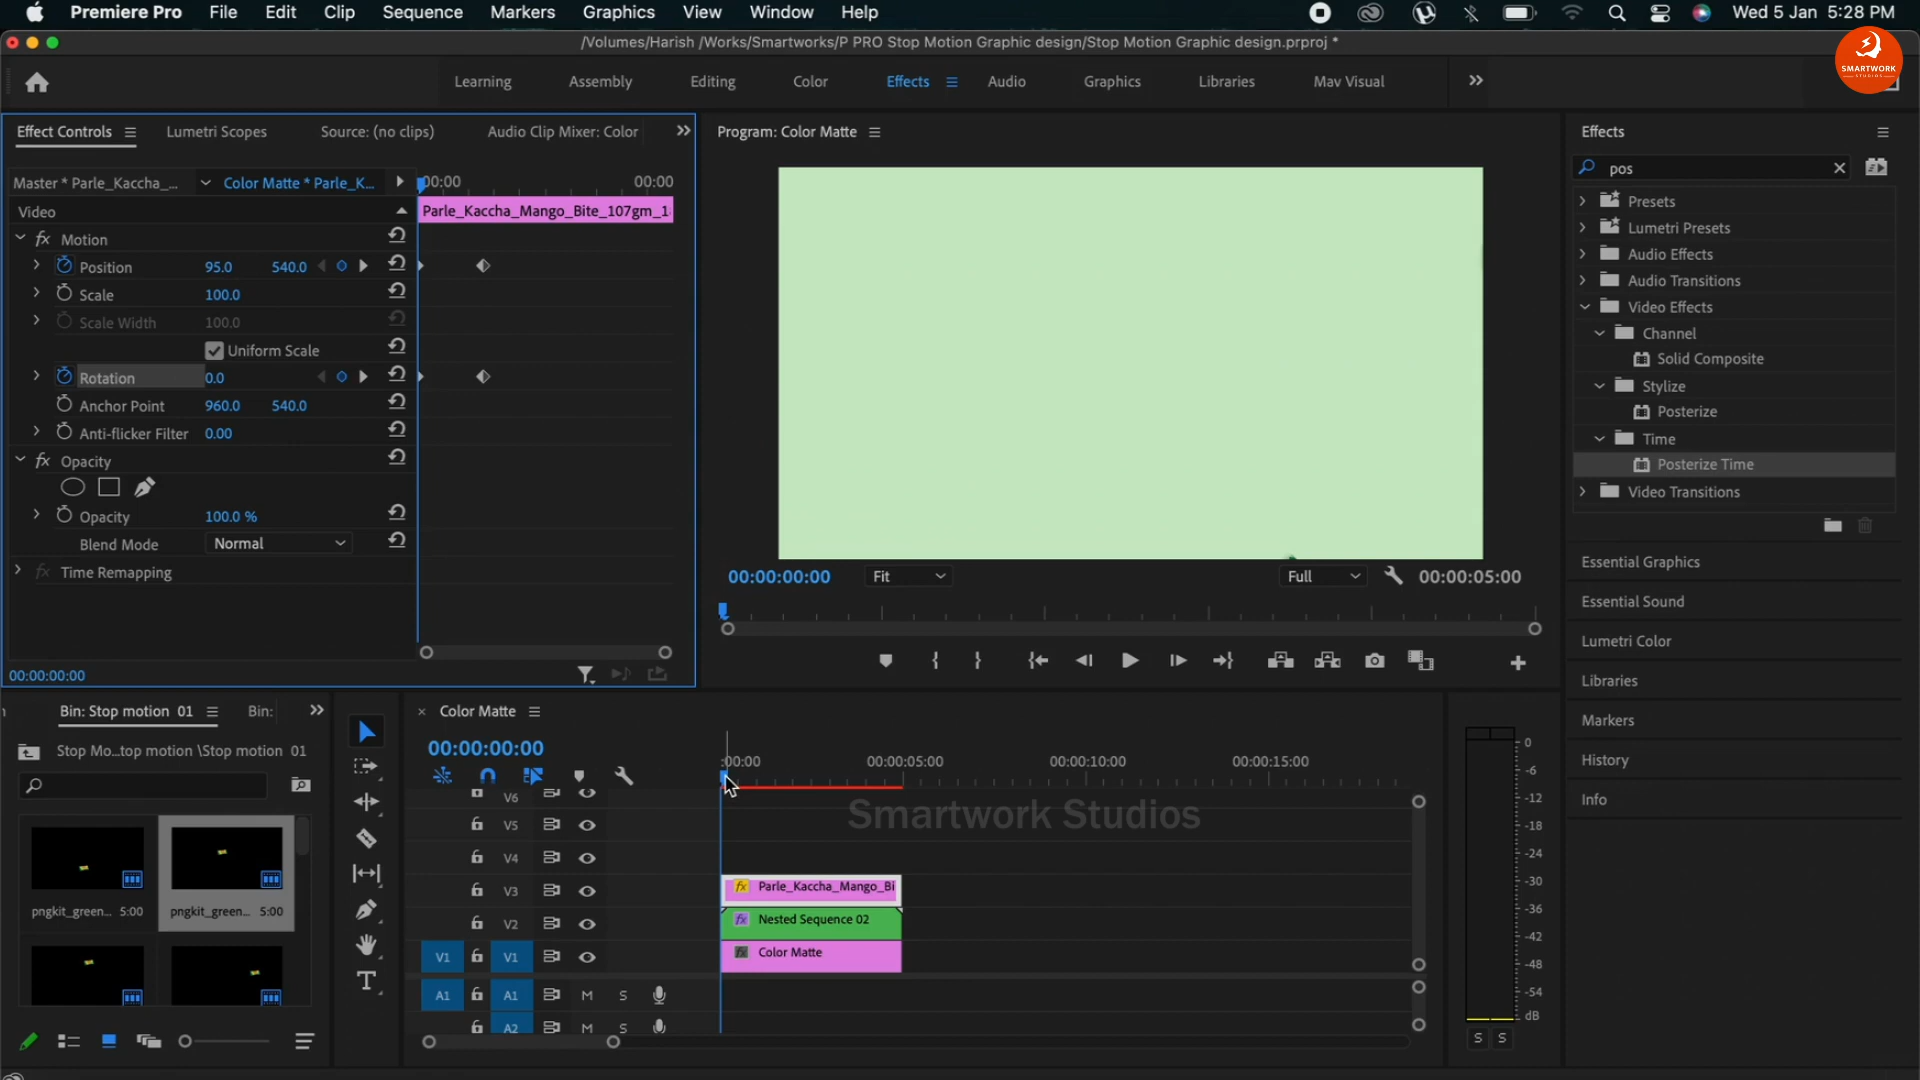 Premiere Pro File Edit Clip Sequence Markers Graphics View Window Help Wed 5 Jan 5:28 PM
/Volumes/Harish /Works/Smartworks/P PRO Stop Motion Graphic design/Stop Motion Graphic design.prproj *
SMARTWORK
STUDIOS
Learning Assembly Editing Color Effects Audio Graphics Libraries Mav Visual
Effect Controls Lumetri Scopes Source: (no clips) Audio Clip Mixer: Color
Master * Parle_Kaccha_... Color Matte * Parle_K... :00:00 00:00
Video Parle_Kaccha_Mango_Bite_107gm_1
fx Motion
Position 95.0 540.0
Scale 100.0
Scale Width 100.0
Uniform Scale
Rotation 0.0
Anchor Point 960.0 540.0
Anti-flicker Filter 0.00
fx Opacity
Opacity 100.0 %
Blend Mode Normal
fx Time Remapping
00:00:00:00
Program: Color Matte
00:00:00:00 Fit Full 00:00:05:00
Effects
pos
Presets
Lumetri Presets
Audio Effects
Audio Transitions
Video Effects
Channel
Solid Composite
Stylize
Posterize
Time
Posterize Time
Video Transitions
Essential Graphics
Essential Sound
Lumetri Color
Libraries
Markers
History
Info
Bin: Stop motion 01 Bin:
Stop Mo...top motion \Stop motion 01
pngkit_green... 5:00 pngkit_green... 5:00
Color Matte
00:00:00:00
:00:00 00:00:05:00 00:00:10:00 00:00:15:00
V6
V5
V4
V3 fx Parle_Kaccha_Mango_Bi
V2 fx Nested Sequence 02
V1 V1 fx Color Matte
A1 A1 M S
A2 M S
Smartwork Studios
0
-6
-12
-18
-24
-30
-36
-42
-48
-54
dB
S S